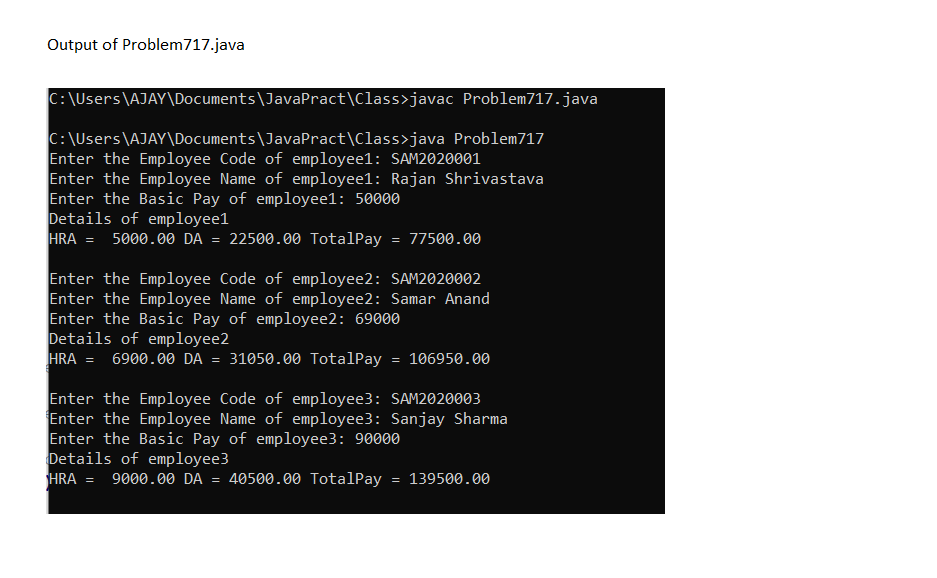 Output of Problem717.java
C:\Users\AJAY\Documents\JavaPract\Class>javac Problem717.java
C:\Users\AJAY\Documents\JavaPract\Class>java Problem717
Enter the Employee Code of employee1: SAM2020001
Enter the Employee Name of employee1: Rajan Shrivastava
Enter the Basic Pay of employee1: 50000
Details of employee1
HRA =  5000.00 DA = 22500.00 TotalPay = 77500.00
Enter the Employee Code of employee2: SAM2020002
Enter the Employee Name of employee2: Samar Anand
Enter the Basic Pay of employee2: 69000
Details of employee2
HRA =  6900.00 DA = 31050.00 TotalPay = 106950.00
Enter the Employee Code of employee3: SAM2020003
Enter the Employee Name of employee3: Sanjay Sharma
Enter the Basic Pay of employee3: 90000
Details of employee3
HRA =  9000.00 DA = 40500.00 TotalPay = 139500.00